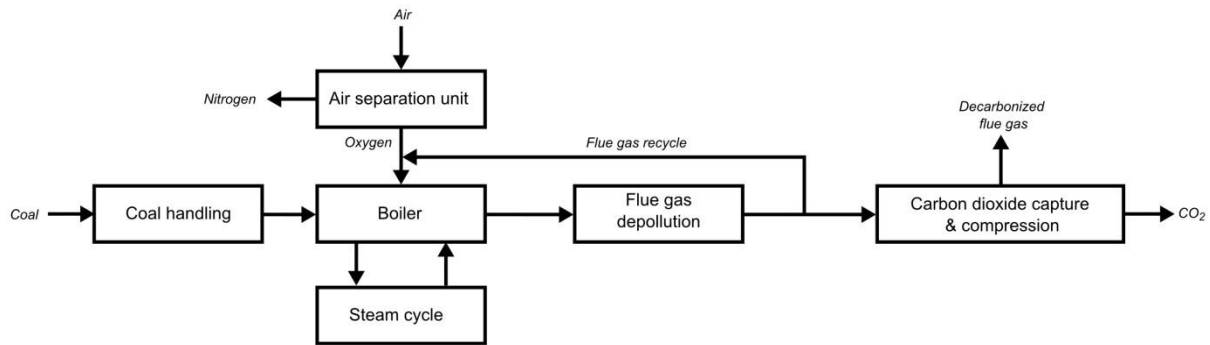 Air
Nitrogen
Air separation unit
Oxygen
Flue gas recycle
Decarbonized
flue gas
Coal
Coal handling
Boiler
Flue gas
depollution
Carbon dioxide capture
& compression
CO2
Steam cycle